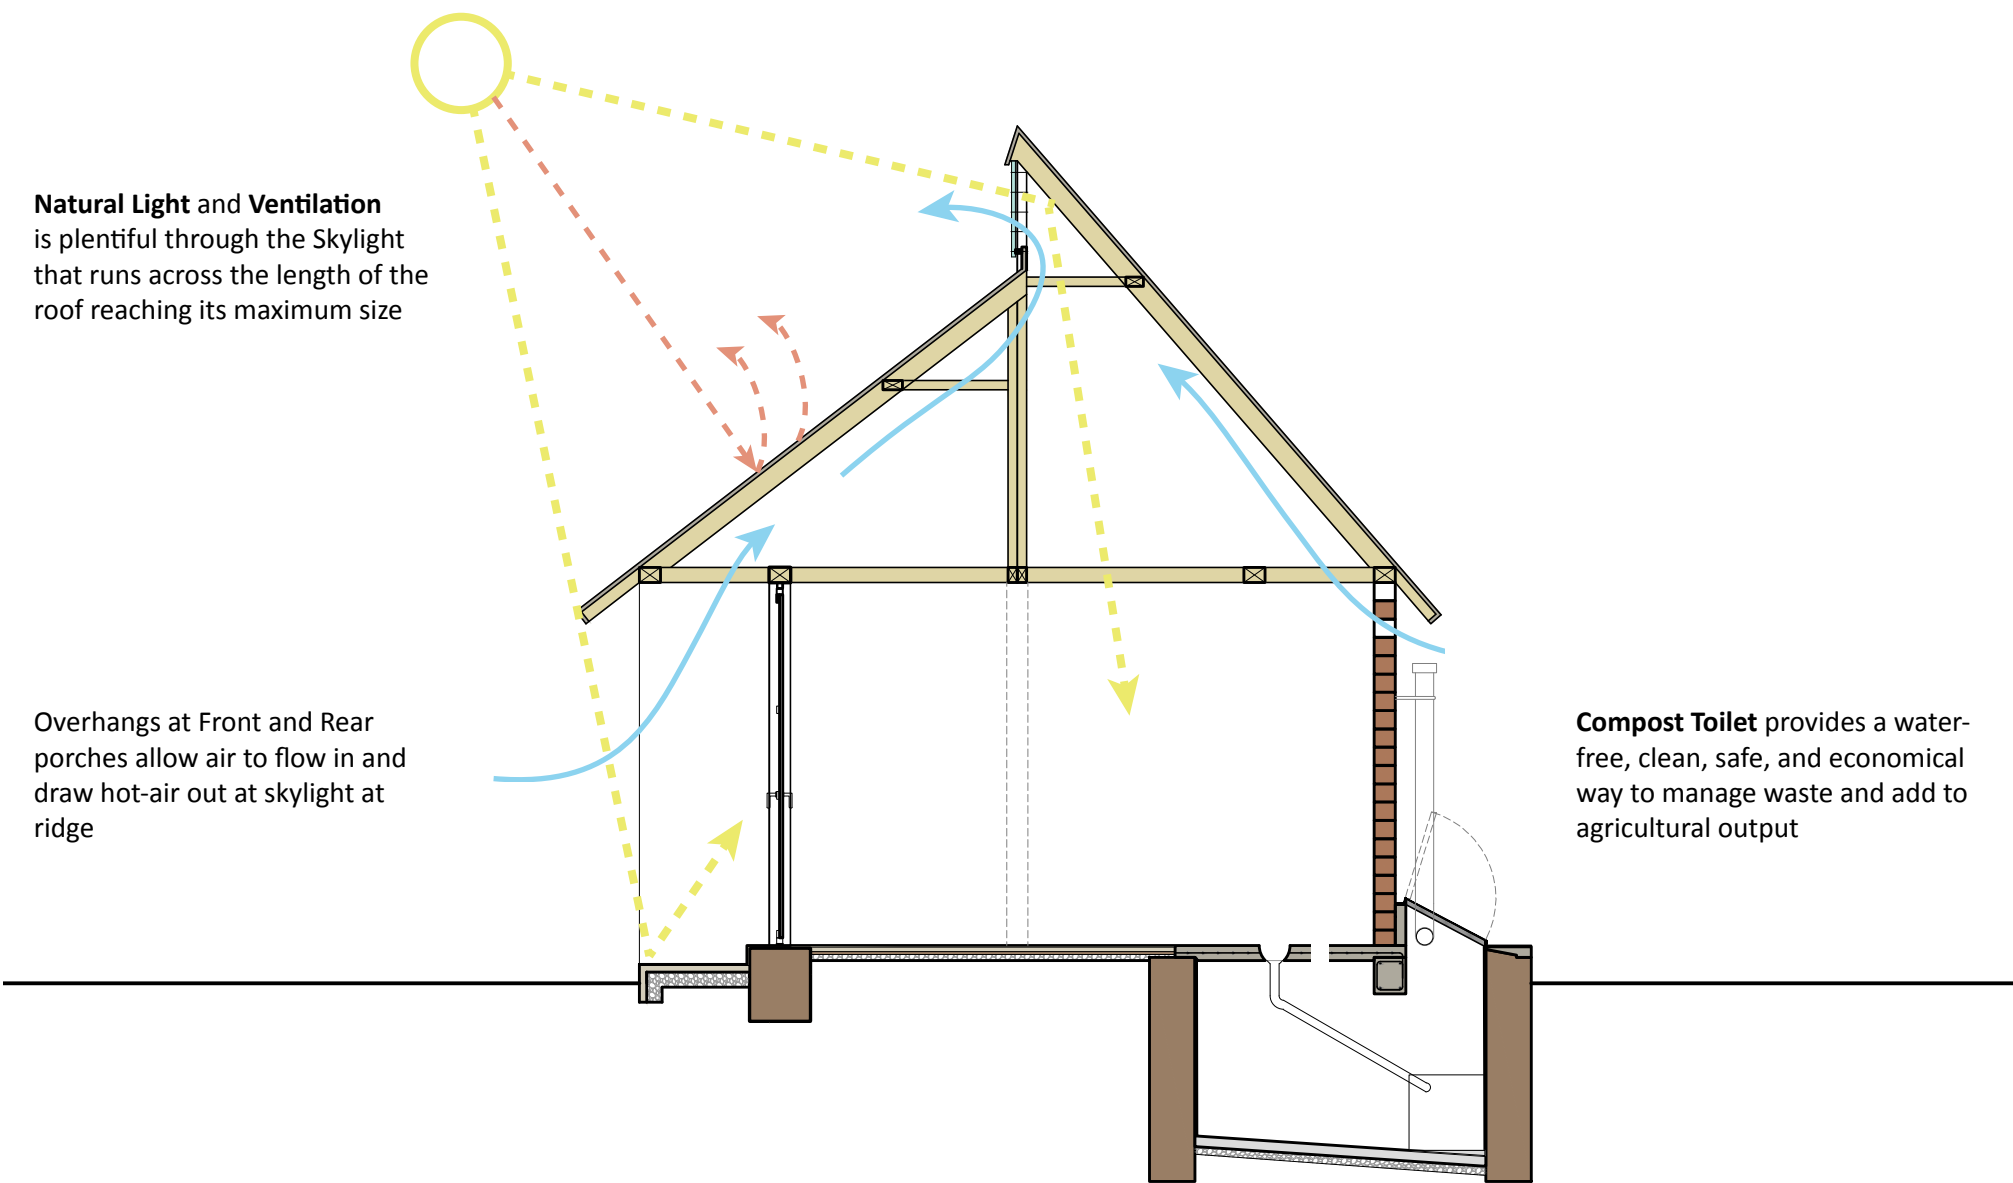 Natural Light and Ventilation
is plentiful through the Skylight
that runs across the length of the
roof reaching its maximum size
Overhangs at Front and Rear
porches allow air to flow in and
draw hot-air out at skylight at
ridge
Compost Toilet provides a water-
free, clean, safe, and economical
way to manage waste and add to
agricultural output